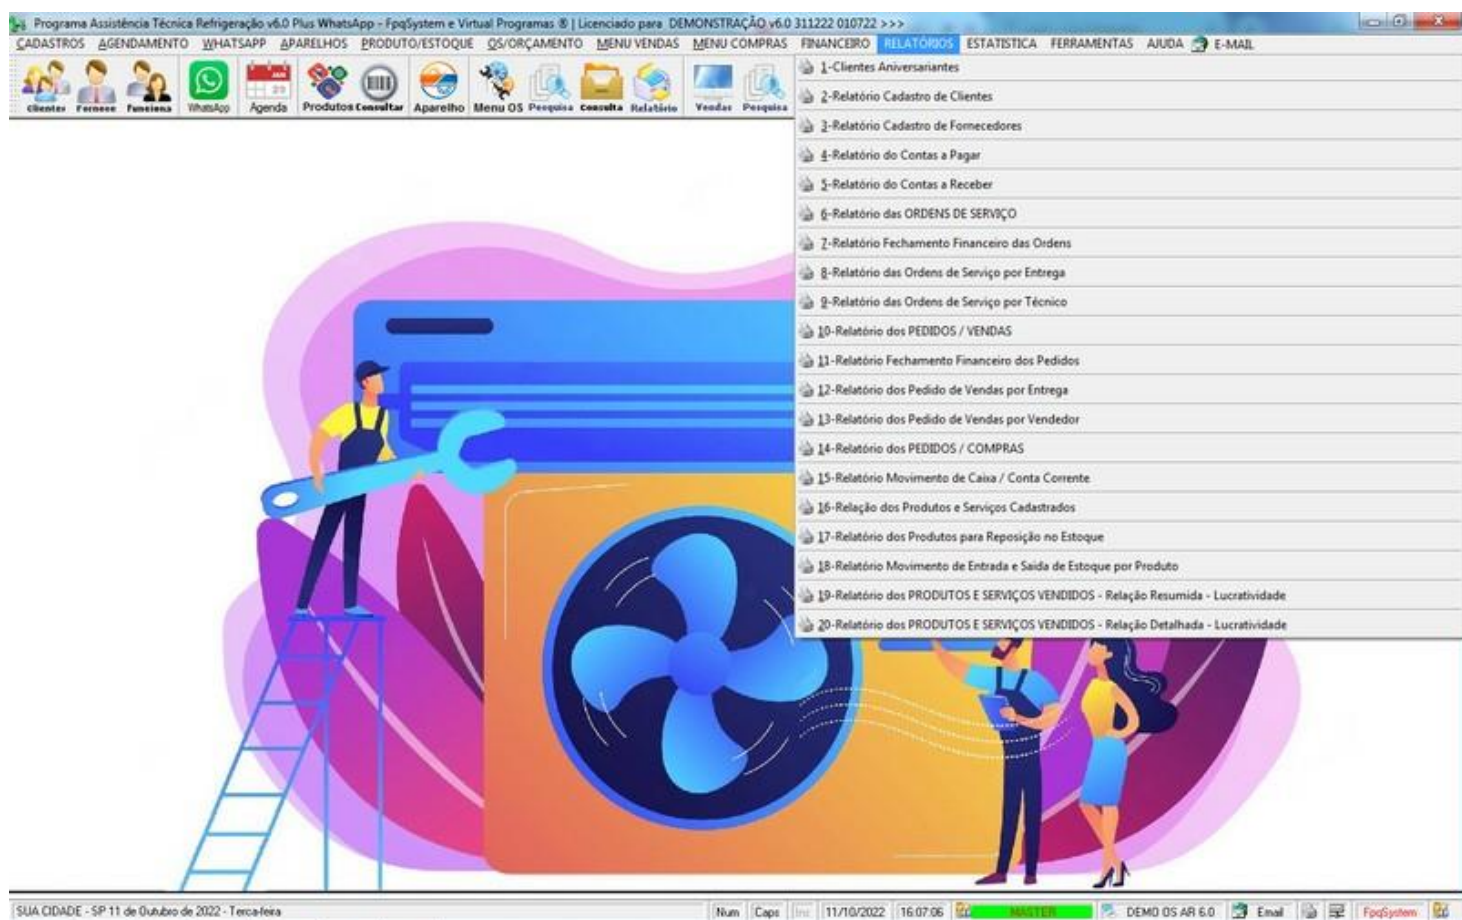 Programa Assistência Técnica Refrigeração v6.0 Plus WhatsApp - FpqSystem e Virtual Programas ® | Licenciado para DEMONSTRAÇÃO v6.0 311222 010722 >>>
CADASTROS AGENDAMENTO WHATSAPP APARELHOS PRODUTO/ESTOQUE OS/ORÇAMENTO MENU VENDAS MENU COMPRAS FINANCEIRO RELATÓRIOS ESTATISTICA FERRAMENTAS AJUDA E-MAIL
JAN
23
Clientes Fornece Funciona WhatsApp Agenda Produtos Consultar Aparelho Menu OS Pesquisa Consulta Relatório Vendas Pesquisa
1-Clientes Aniversariantes
2-Relatório Cadastro de Clientes
3-Relatório Cadastro de Fornecedores
4-Relatório do Contas a Pagar
5-Relatório do Contas a Receber
6-Relatório das ORDENS DE SERVIÇO
7-Relatório Fechamento Financeiro das Ordens
8-Relatório das Ordens de Serviço por Entrega
9-Relatório das Ordens de Serviço por Técnico
10-Relatório dos PEDIDOS / VENDAS
11-Relatório Fechamento Financeiro dos Pedidos
12-Relatório dos Pedido de Vendas por Entrega
13-Relatório dos Pedido de Vendas por Vendedor
14-Relatório dos PEDIDOS / COMPRAS
15-Relatório Movimento de Caixa / Conta Corrente
16-Relação dos Produtos e Serviços Cadastrados
17-Relatório dos Produtos para Reposição no Estoque
18-Relatório Movimento de Entrada e Saida de Estoque por Produto
19-Relatório dos PRODUTOS E SERVIÇOS VENDIDOS - Relação Resumida - Lucratividade
20-Relatório dos PRODUTOS E SERVIÇOS VENDIDOS - Relação Detalhada - Lucratividade
SUA CIDADE - SP 11 de Outubro de 2022 - Terca-feira Num Caps Ins 11/10/2022 16:07:06 MASTER DEMO OS AR 6.0 Email FpqSystem